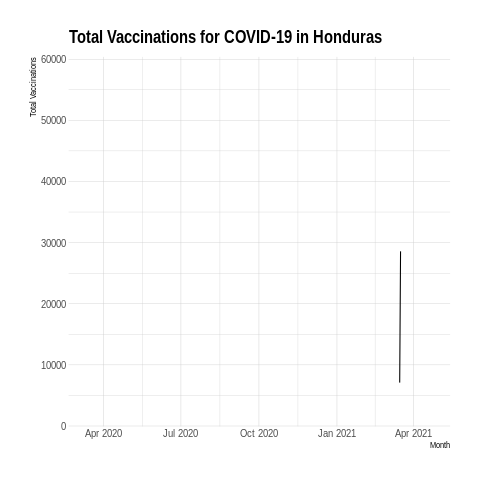 Total Vaccinations for COVID-19 in Honduras
Total Vaccinations
60000
50000
40000
30000
20000
10000
0
Apr 2020 Jul 2020 Oct 2020 Jan 2021 Apr 2021
Month